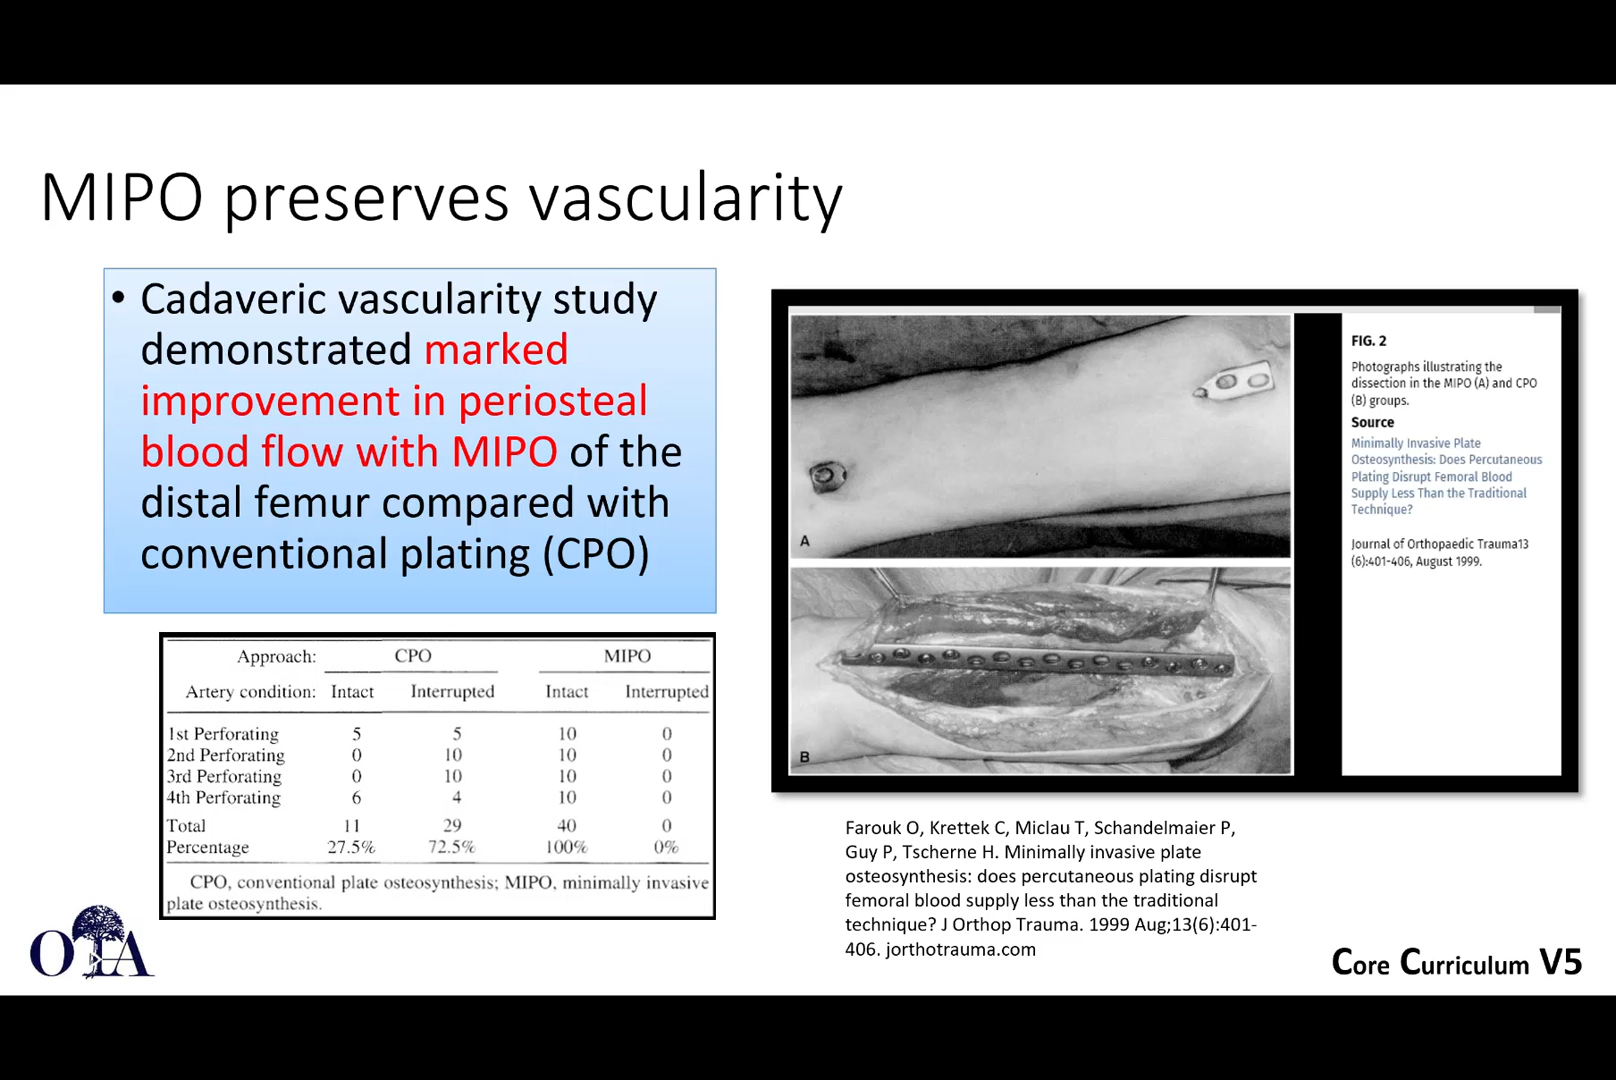 MIPO preserves vascularity
• Cadaveric vascularity study
demonstrated marked
improvement in periosteal
blood flow with MIPO of the
distal femur compared with
conventional plating (CPO)
Approach: CPO MIPO
Artery condition: Intact Interrupted Intact Interrupted
1st Perforating 5 5 10 0
2nd Perforating 0 10 10 0
3rd Perforating 0 10 10 0
4th Perforating 6 4 10 0
Total 11 29 40 0
Percentage 27.5% 72.5% 100% 0%
CPO, conventional plate osteosynthesis; MIPO, minimally invasive
plate osteosynthesis.
A
B
FIG. 2
Photographs illustrating the
dissection in the MIPO (A) and CPO
(B) groups.
Source
Minimally Invasive Plate
Osteosynthesis: Does Percutaneous
Plating Disrupt Femoral Blood
Supply Less Than the Traditional
Technique?
Journal of Orthopaedic Trauma13
(6):401-406, August 1999.
Farouk O, Krettek C, Miclau T, Schandelmaier P,
Guy P, Tscherne H. Minimally invasive plate
osteosynthesis: does percutaneous plating disrupt
femoral blood supply less than the traditional
technique? J Orthop Trauma. 1999 Aug;13(6):401-
406. jorthotrauma.com
OTA
Core Curriculum V5